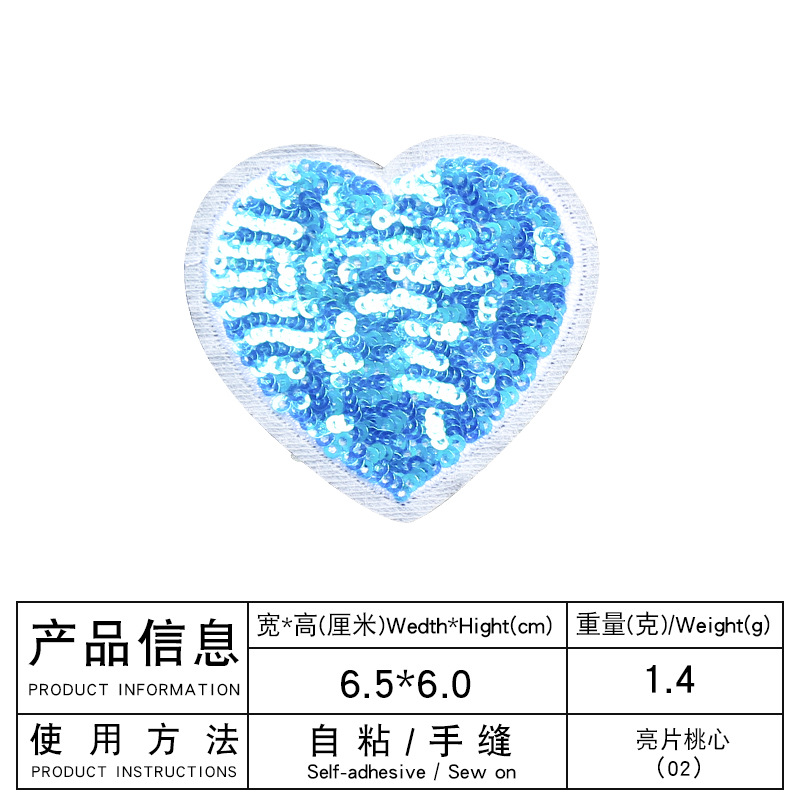 产品信息
PRODUCT INFORMATION
宽*高(厘米)Wedth*Hight(cm)
重量(克)/Weight(g)
6.5*6.0
1.4
使用方法
PRODUCT INSTRUCTIONS
自粘/手缝
Self-adhesive / Sew on
亮片桃心
(02)